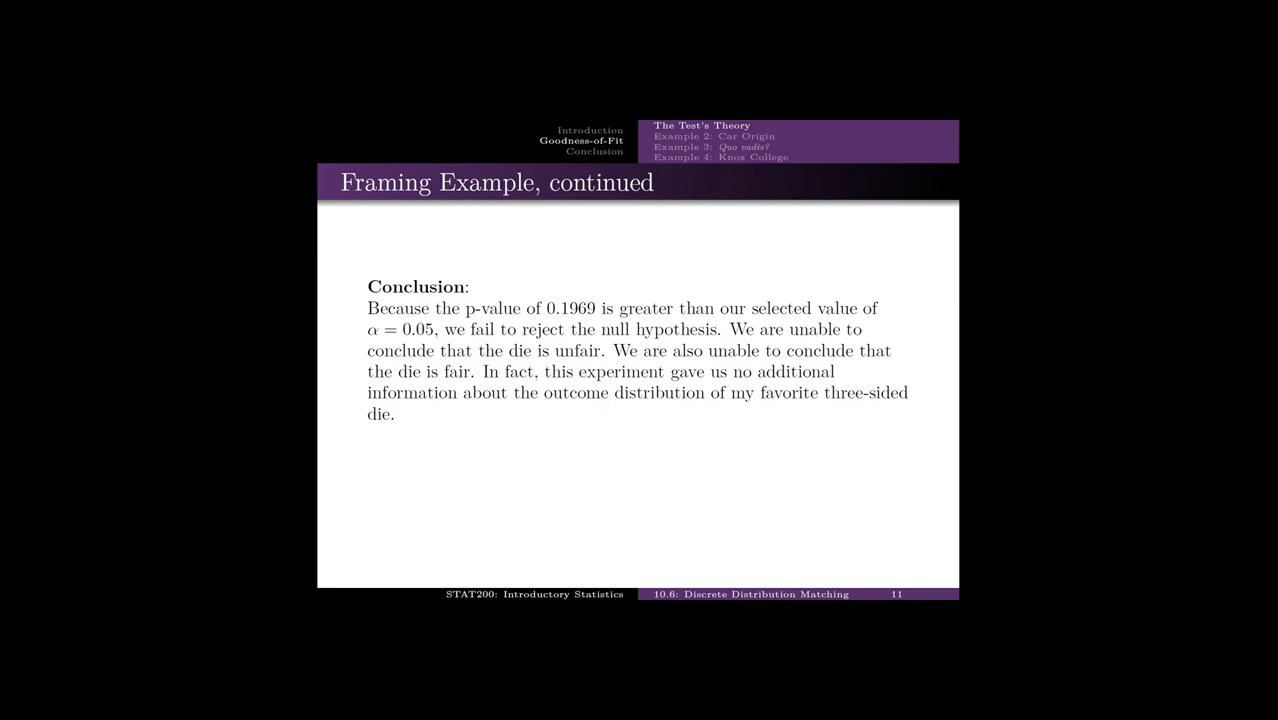 Introduction
Goodness-of-Fit
Conclusion
The Test's Theory
Example 2: Car Origin
Example 3: Quo vadis?
Example 4: Knox College
Framing Example, continued
Conclusion:
Because the p-value of 0.1969 is greater than our selected value of
α = 0.05, we fail to reject the null hypothesis. We are unable to
conclude that the die is unfair. We are also unable to conclude that
the die is fair. In fact, this experiment gave us no additional
information about the outcome distribution of my favorite three-sided
die.
STAT200: Introductory Statistics
10.6: Discrete Distribution Matching
11